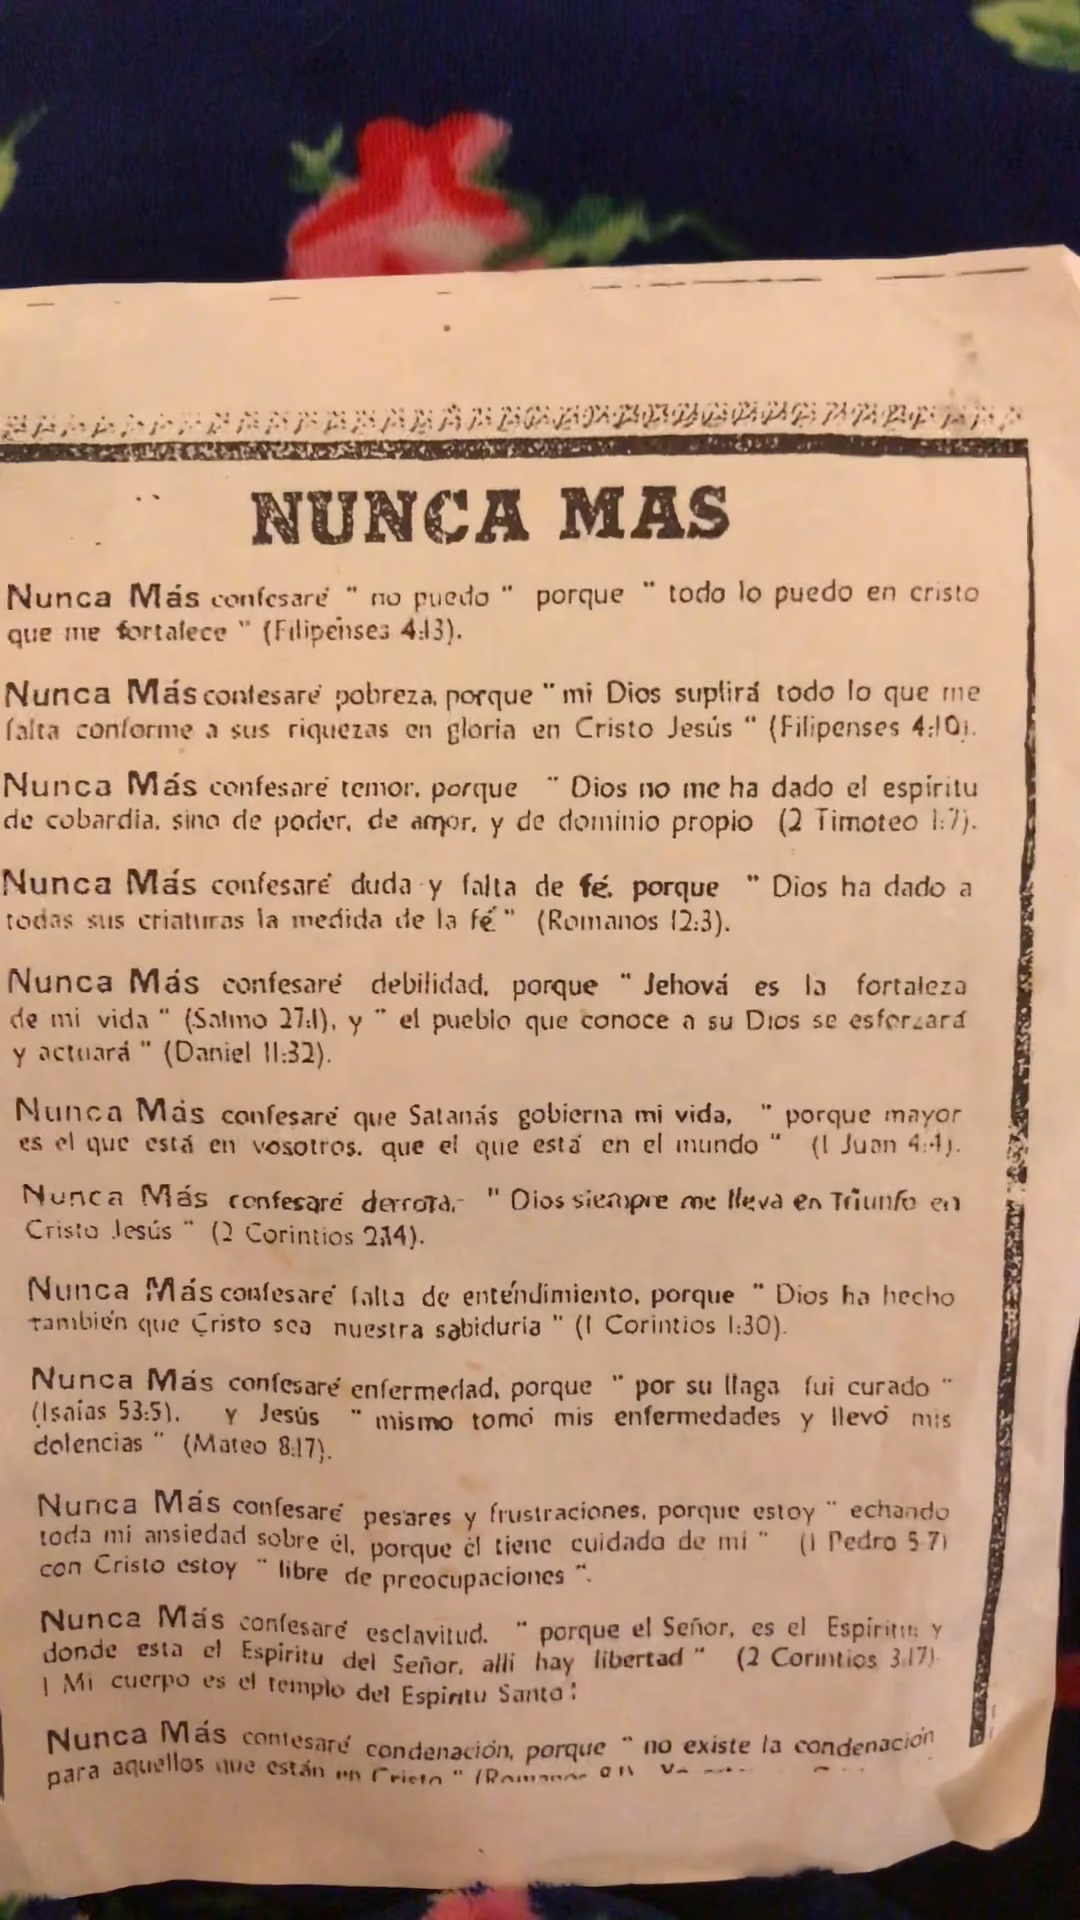 NUNCA MAS
Nunca Más confesaré " no puedo " porque " todo lo puedo en cristo
que me fortalece " (Filipenses 4:13).
Nunca Más confesaré pobreza, porque " mi Dios suplirá todo lo que me
falta conforme a sus riquezas en gloria en Cristo Jesús " (Filipenses 4:10).
Nunca Más confesaré temor, porque " Dios no me ha dado el espíritu
de cobardia, sino de poder, de amor, y de dominio propio (2 Timoteo 1:7).
Nunca Más confesaré duda y falta de fé, porque " Dios ha dado a
todas sus criaturas la medida de la fé " (Romanos 12:3).
Nunca Más confesaré debilidad, porque " Jehová es la fortaleza
de mi vida " (Salmo 27:1), y " el pueblo que conoce a su Dios se esforzará
y actuará " (Daniel 11:32).
Nunca Más confesaré que Satanás gobierna mi vida, " porque mayor
es el que está en vosotros, que el que está en el mundo " (1 Juan 4:4).
Nunca Más confesaré derrota, " Dios siempre me lleva en Triunfo en
Cristo Jesús " (2 Corintios 2:14).
Nunca Más confesaré falta de enténdimiento, porque " Dios ha hecho
también que Cristo sea nuestra sabiduria " (1 Corintios 1:30).
Nunca Más confesaré enfermedad, porque " por su llaga fui curado "
(Isaías 53:5), y Jesús " mismo tomó mis enfermedades y llevó mis
dolencias " (Mateo 8:17).
Nunca Más confesaré pesares y frustraciones, porque estoy " echando
toda mi ansiedad sobre él, porque él tiene cuidado de mi " (1 Pedro 5:7)
con Cristo estoy " libre de preocupaciones ".
Nunca Más confesaré esclavitud, " porque el Señor, es el Espíritu y
donde esta el Espiritu del Señor, alli hay libertad " (2 Corintios 3:17)
¡ Mi cuerpo es el templo del Espiritu Santo !
Nunca Más confesaré condenación, porque " no existe la condenación
para aquellos que están en Cristo " (Romanos 8:1)